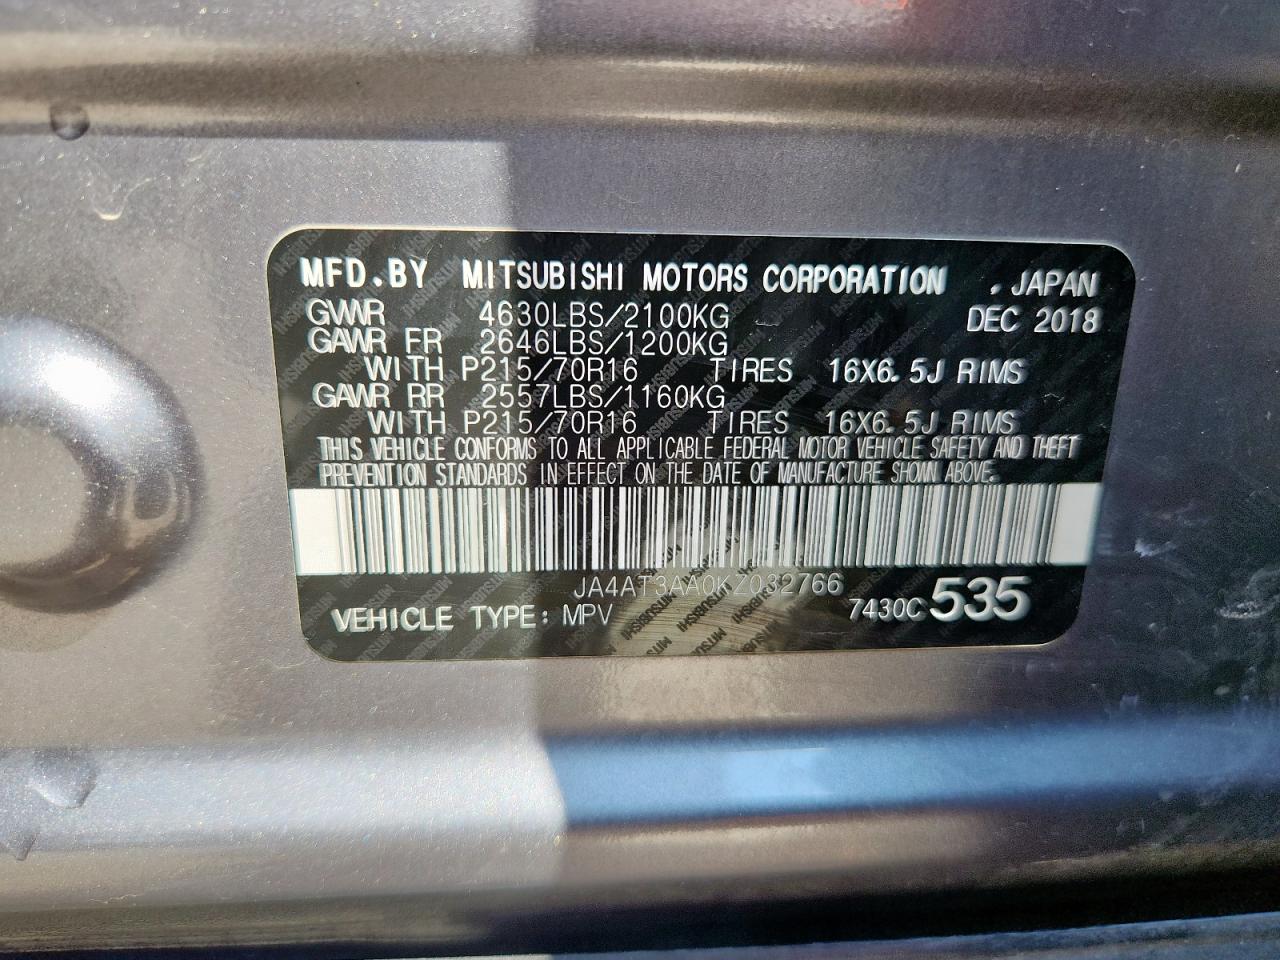 MFD.BY MITSUBISHI MOTORS CORPORATION , JAPAN
GVWR 4630LBS/2100KG DEC 2018
GAWR FR 2646LBS/1200KG
WITH P215/70R16 TIRES 16X6.5J RIMS
GAWR RR 2557LBS/1160KG
WITH P215/70R16 TIRES 16X6.5J RIMS
THIS VEHICLE CONFORMS TO ALL APPLICABLE FEDERAL MOTOR VEHICLE SAFETY AND THEFT
PREVENTION STANDARDS IN EFFECT ON THE DATE OF MANUFACTURE SHOWN ABOVE.
JA4AT3AA0KZ032766
VEHICLE TYPE: MPV 7430C 535